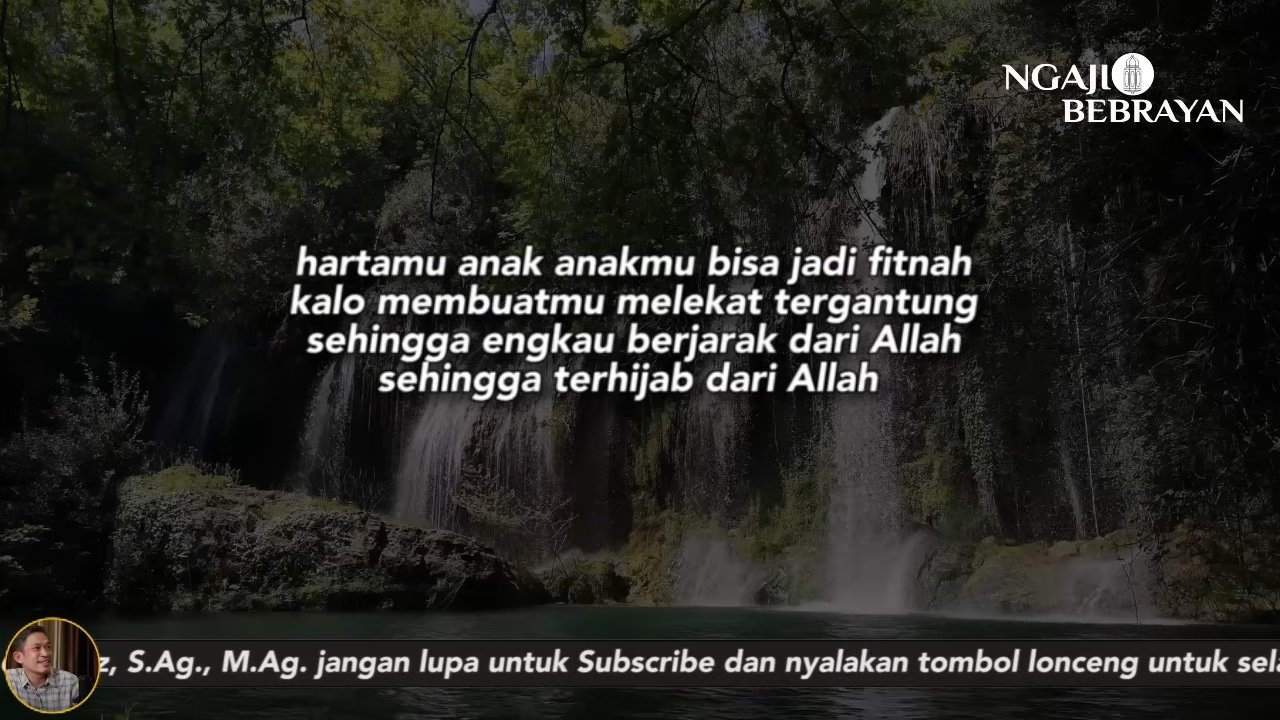 NGAJI
BEBRAYAN
hartamu anak anakmu bisa jadi fitnah
kalo membuatmu melekat tergantung
sehingga engkau berjarak dari Allah
sehingga terhijab dari Allah
z, S.Ag., M.Ag. jangan lupa untuk Subscribe dan nyalakan tombol lonceng untuk sela